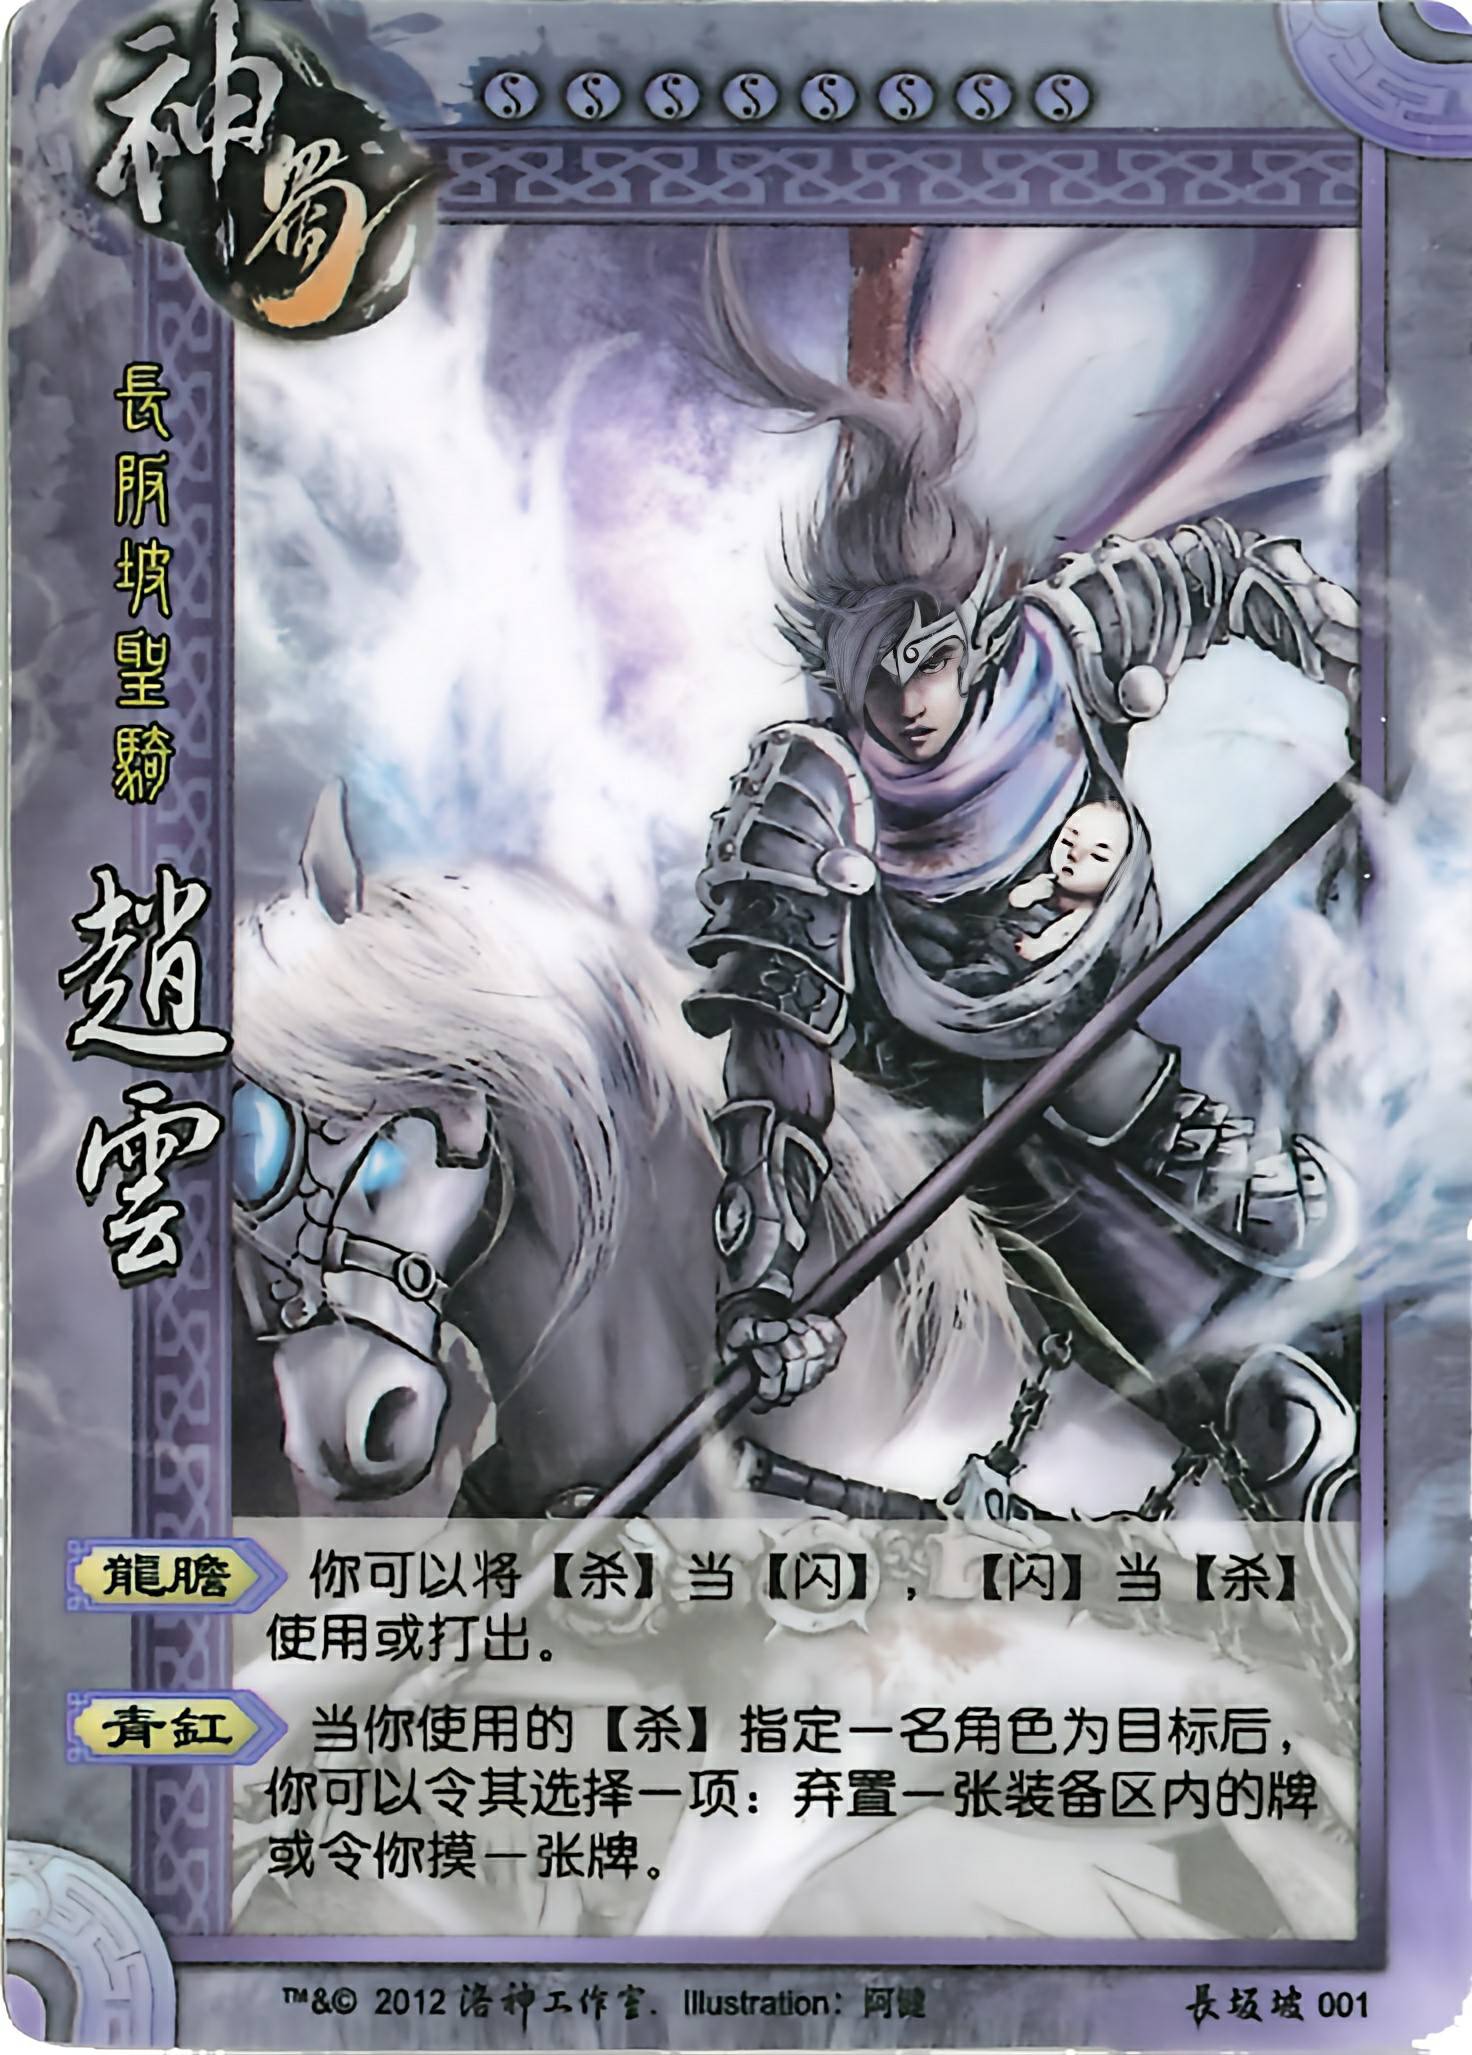 神
蜀
長阪坡聖騎
趙雲
龍膽 你可以将【杀】当【闪】，【闪】当【杀】
使用或打出。
青釭 当你使用的【杀】指定一名角色为目标后，
你可以令其选择一项：弃置一张装备区内的牌
或令你摸一张牌。
™&© 2012 洛神工作室. Illustration：阿健
長坂坡 001